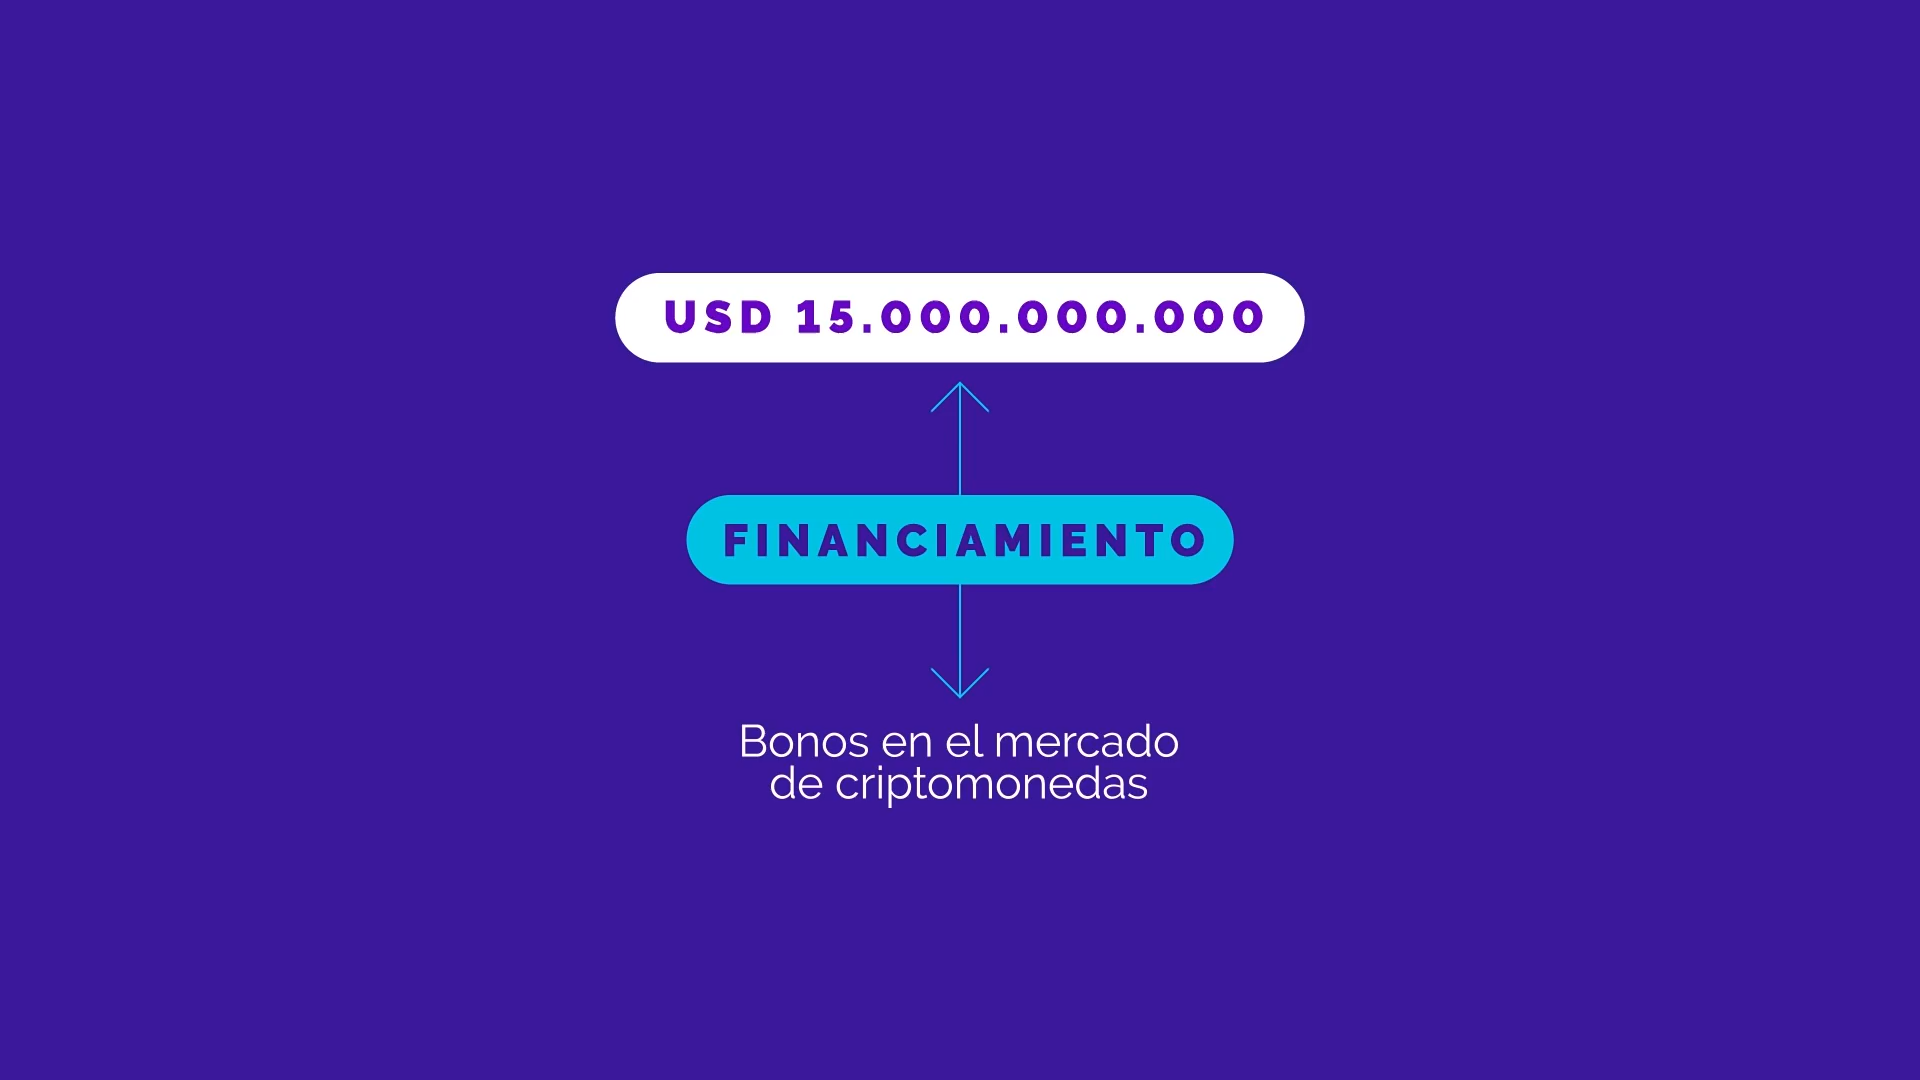 USD 15.000.000.000
FINANCIAMIENTO
Bonos en el mercado
de criptomonedas